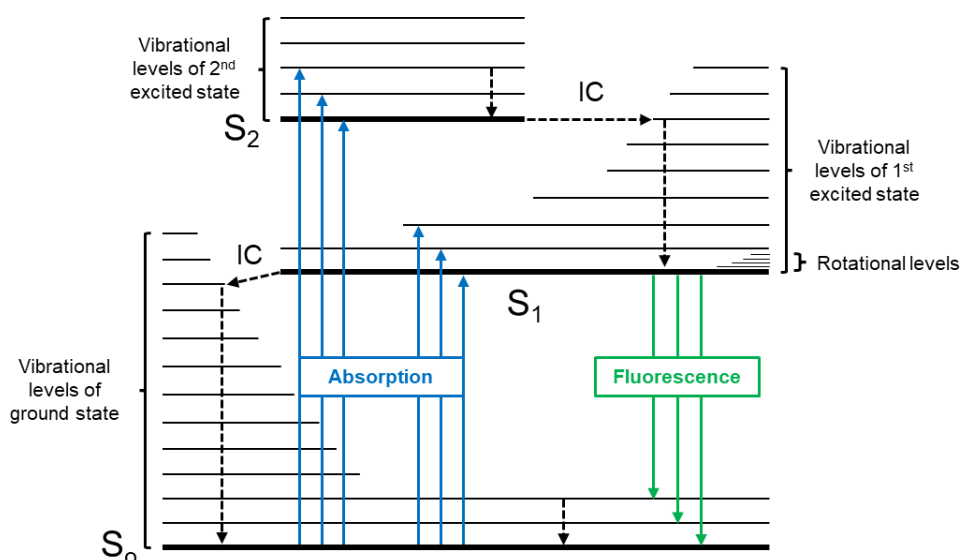 Vibrational
levels of 2nd
excited state
IC
S2
Vibrational
levels of 1st
excited state
IC
Rotational levels
S1
Vibrational
levels of
ground state
Absorption
Fluorescence
S0